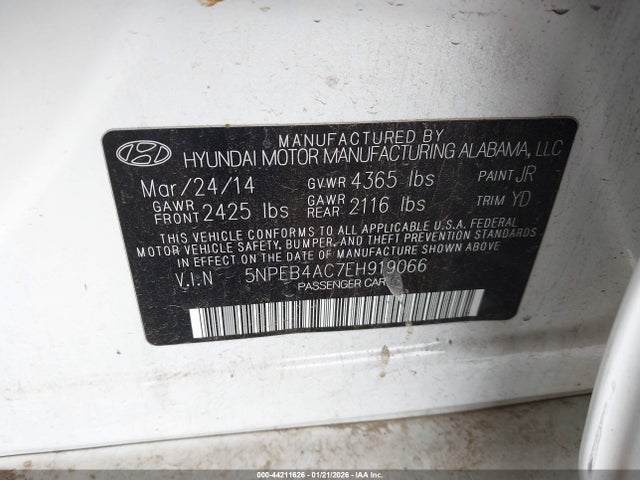 MANUFACTURED BY
HYUNDAI MOTOR MANUFACTURING ALABAMA, LLC
Mar/24/14 GVWR 4365 lbs PAINT JR
GAWR FRONT 2425 lbs GAWR REAR 2116 lbs TRIM YD
THIS VEHICLE CONFORMS TO ALL APPLICABLE U.S.A. FEDERAL
MOTOR VEHICLE SAFETY, BUMPER, AND THEFT PREVENTION STANDARDS
IN EFFECT ON THE DATE OF MANUFACTURE SHOWN ABOVE.
V.I.N 5NPEB4AC7EH919066
PASSENGER CAR
000-44211626 - 01/21/2026 - IAA Inc.